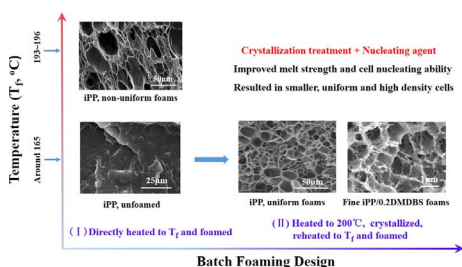 Temperature (Tf, °C)
193–196
Around 165
50μm
iPP, non-uniform foams
Crystallization treatment + Nucleating agent
Improved melt strength and cell nucleating ability
Resulted in smaller, uniform and high density cells
25μm
iPP, unfoamed
50μm
iPP, uniform foams
1μm
Fine iPP/0.2DMDBS foams
(Ⅰ) Directly heated to Tf and foamed
(Ⅱ) Heated to 200℃, crystallized,
reheated to Tf and foamed
Batch Foaming Design